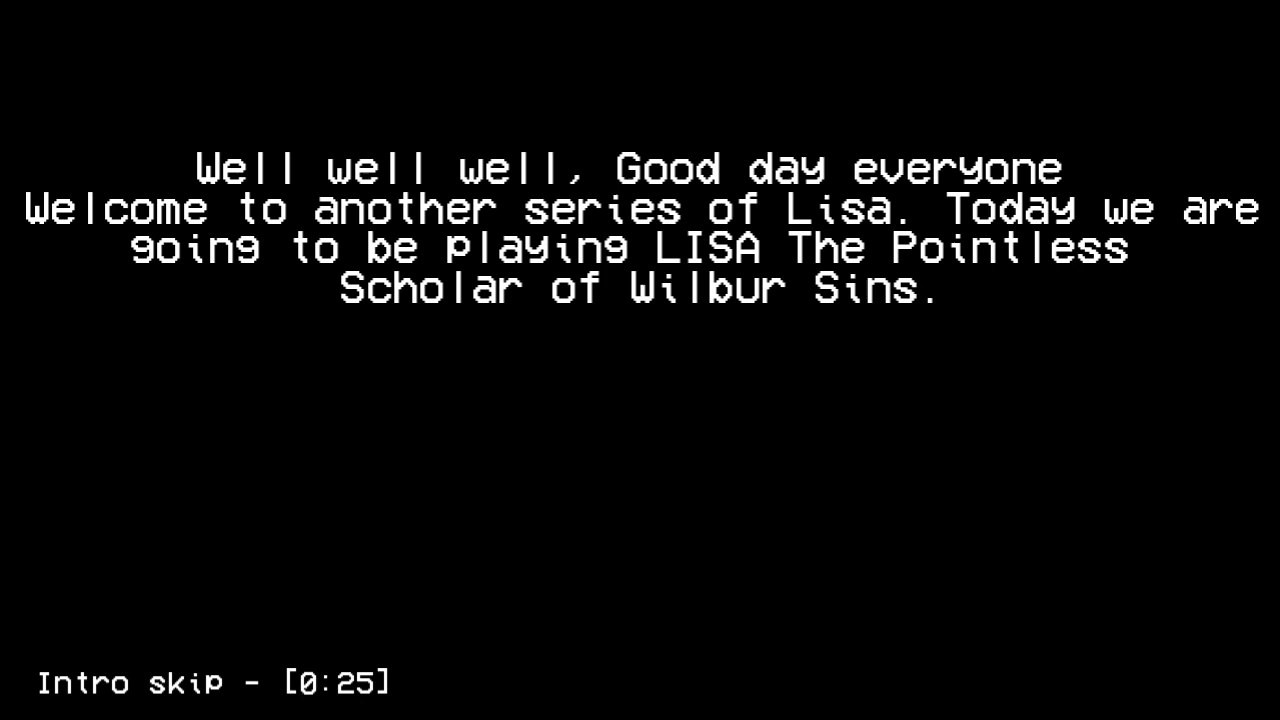 Well well well, Good day everyone
Welcome to another series of Lisa. Today we are
going to be playing LISA The Pointless
Scholar of Wilbur Sins.
Intro skip - [0:25]